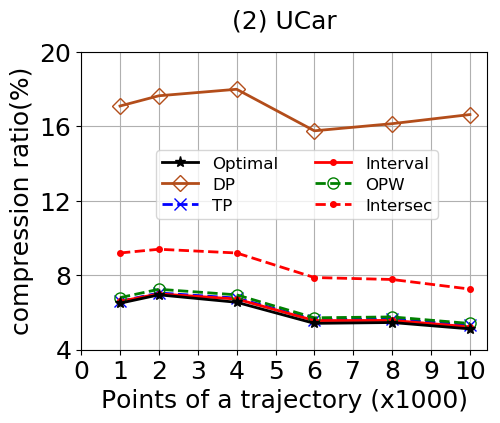 (2) UCar
compression ratio(%)
20
16
12
8
4
Optimal
DP
TP
Interval
OPW
Intersec
0 1 2 3 4 5 6 7 8 9 10
Points of a trajectory (x1000)